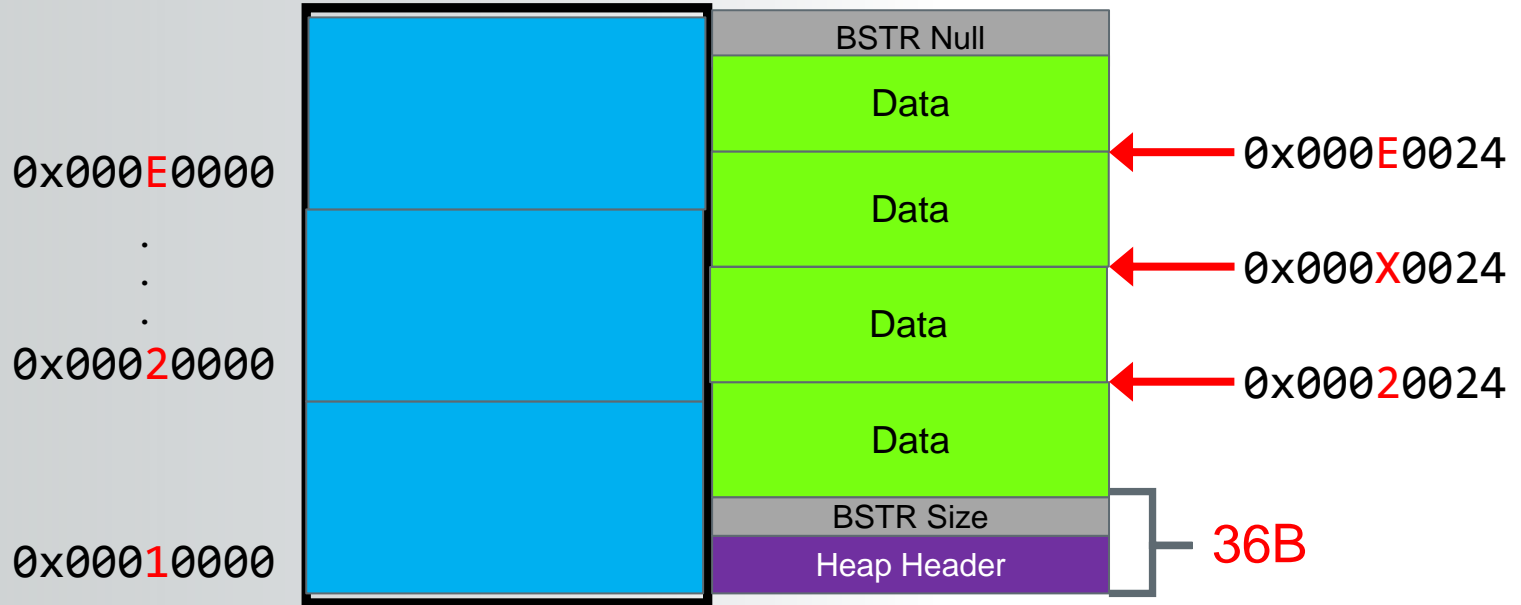 BSTR Null
Data
0x000E0000
0x000E0024
Data
.
.
.
0x000X0024
Data
0x00020000
0x00020024
Data
BSTR Size
36B
0x00010000
Heap Header